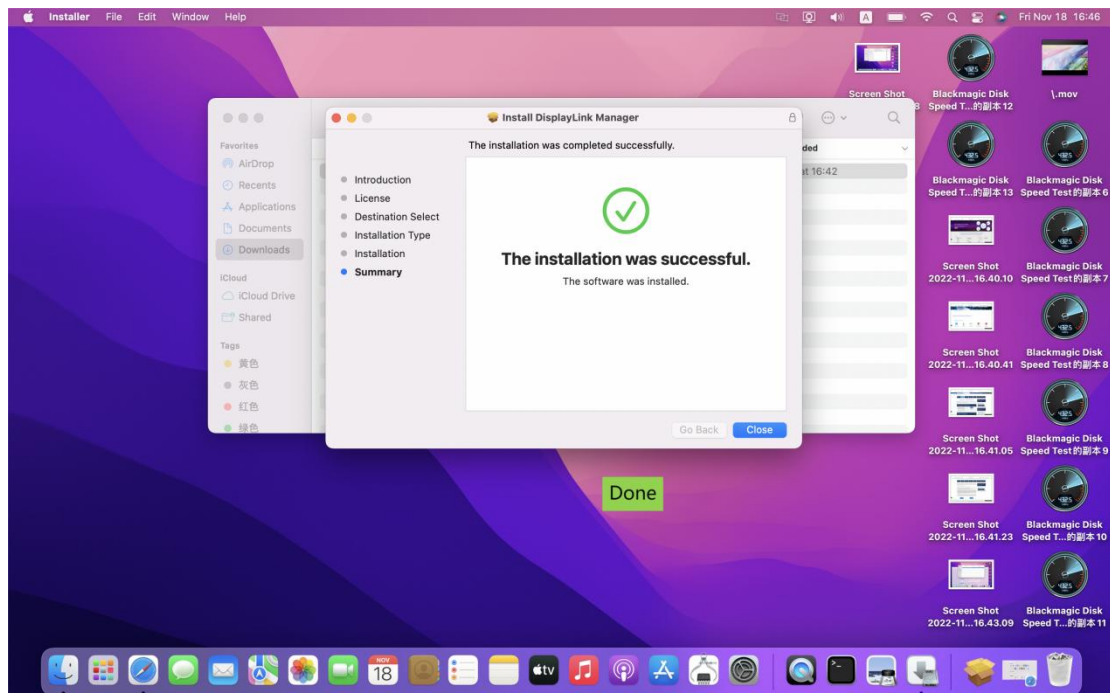 Installer File Edit Window Help
A
Fri Nov 18 16:46
Install DisplayLink Manager
The installation was completed successfully.
Introduction
License
Destination Select
Installation Type
Installation
Summary
The installation was successful.
The software was installed.
Go Back
Close
Favorites
AirDrop
Recents
Applications
Documents
Downloads
iCloud
iCloud Drive
Shared
Tags
黄色
灰色
红色
绿色
ded
at 16:42
Done
Screen Shot
8
Blackmagic Disk
Speed T...的副本 12
\.mov
Blackmagic Disk
Speed T...的副本 13
Blackmagic Disk
Speed Test的副本 6
Screen Shot
2022-11...16.40.10
Blackmagic Disk
Speed Test的副本 7
Screen Shot
2022-11...16.40.41
Blackmagic Disk
Speed Test的副本 8
Screen Shot
2022-11...16.41.05
Blackmagic Disk
Speed Test的副本 9
Screen Shot
2022-11...16.41.23
Blackmagic Disk
Speed T...的副本 10
Screen Shot
2022-11...16.43.09
Blackmagic Disk
Speed T...的副本 11
NOV
18
tv